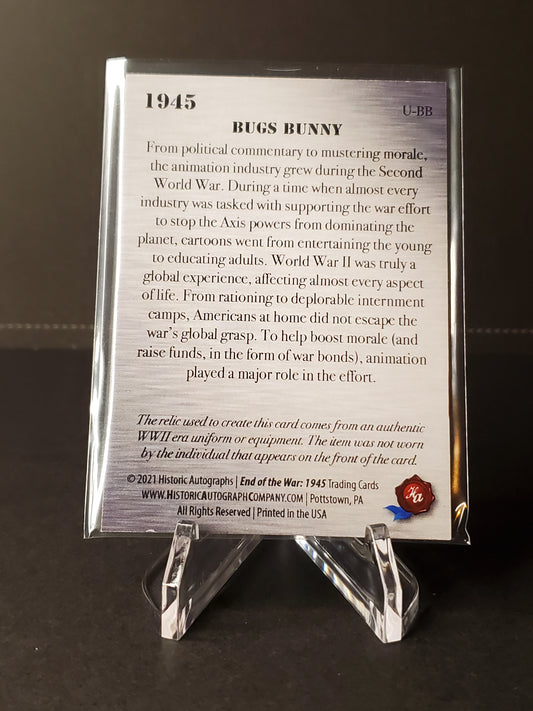 1945
U-BB
BUGS BUNNY
From political commentary to mustering morale,
the animation industry grew during the Second
World War. During a time when almost every
industry was tasked with supporting the war effort
to stop the Axis powers from dominating the
planet, cartoons went from entertaining the young
to educating adults. World War II was truly a
global experience, affecting almost every aspect
of life. From rationing to deplorable internment
camps, Americans at home did not escape the
war's global grasp. To help boost morale (and
raise funds, in the form of war bonds), animation
played a major role in the effort.
The relic used to create this card comes from an authentic
WWII era uniform or equipment. The item was not worn
by the individual that appears on the front of the card.
© 2021 Historic Autographs | End of the War: 1945 Trading Cards
WWW.HISTORICAUTOGRAPHCOMPANY.COM | Pottstown, PA
All Rights Reserved | Printed in the USA
Ha